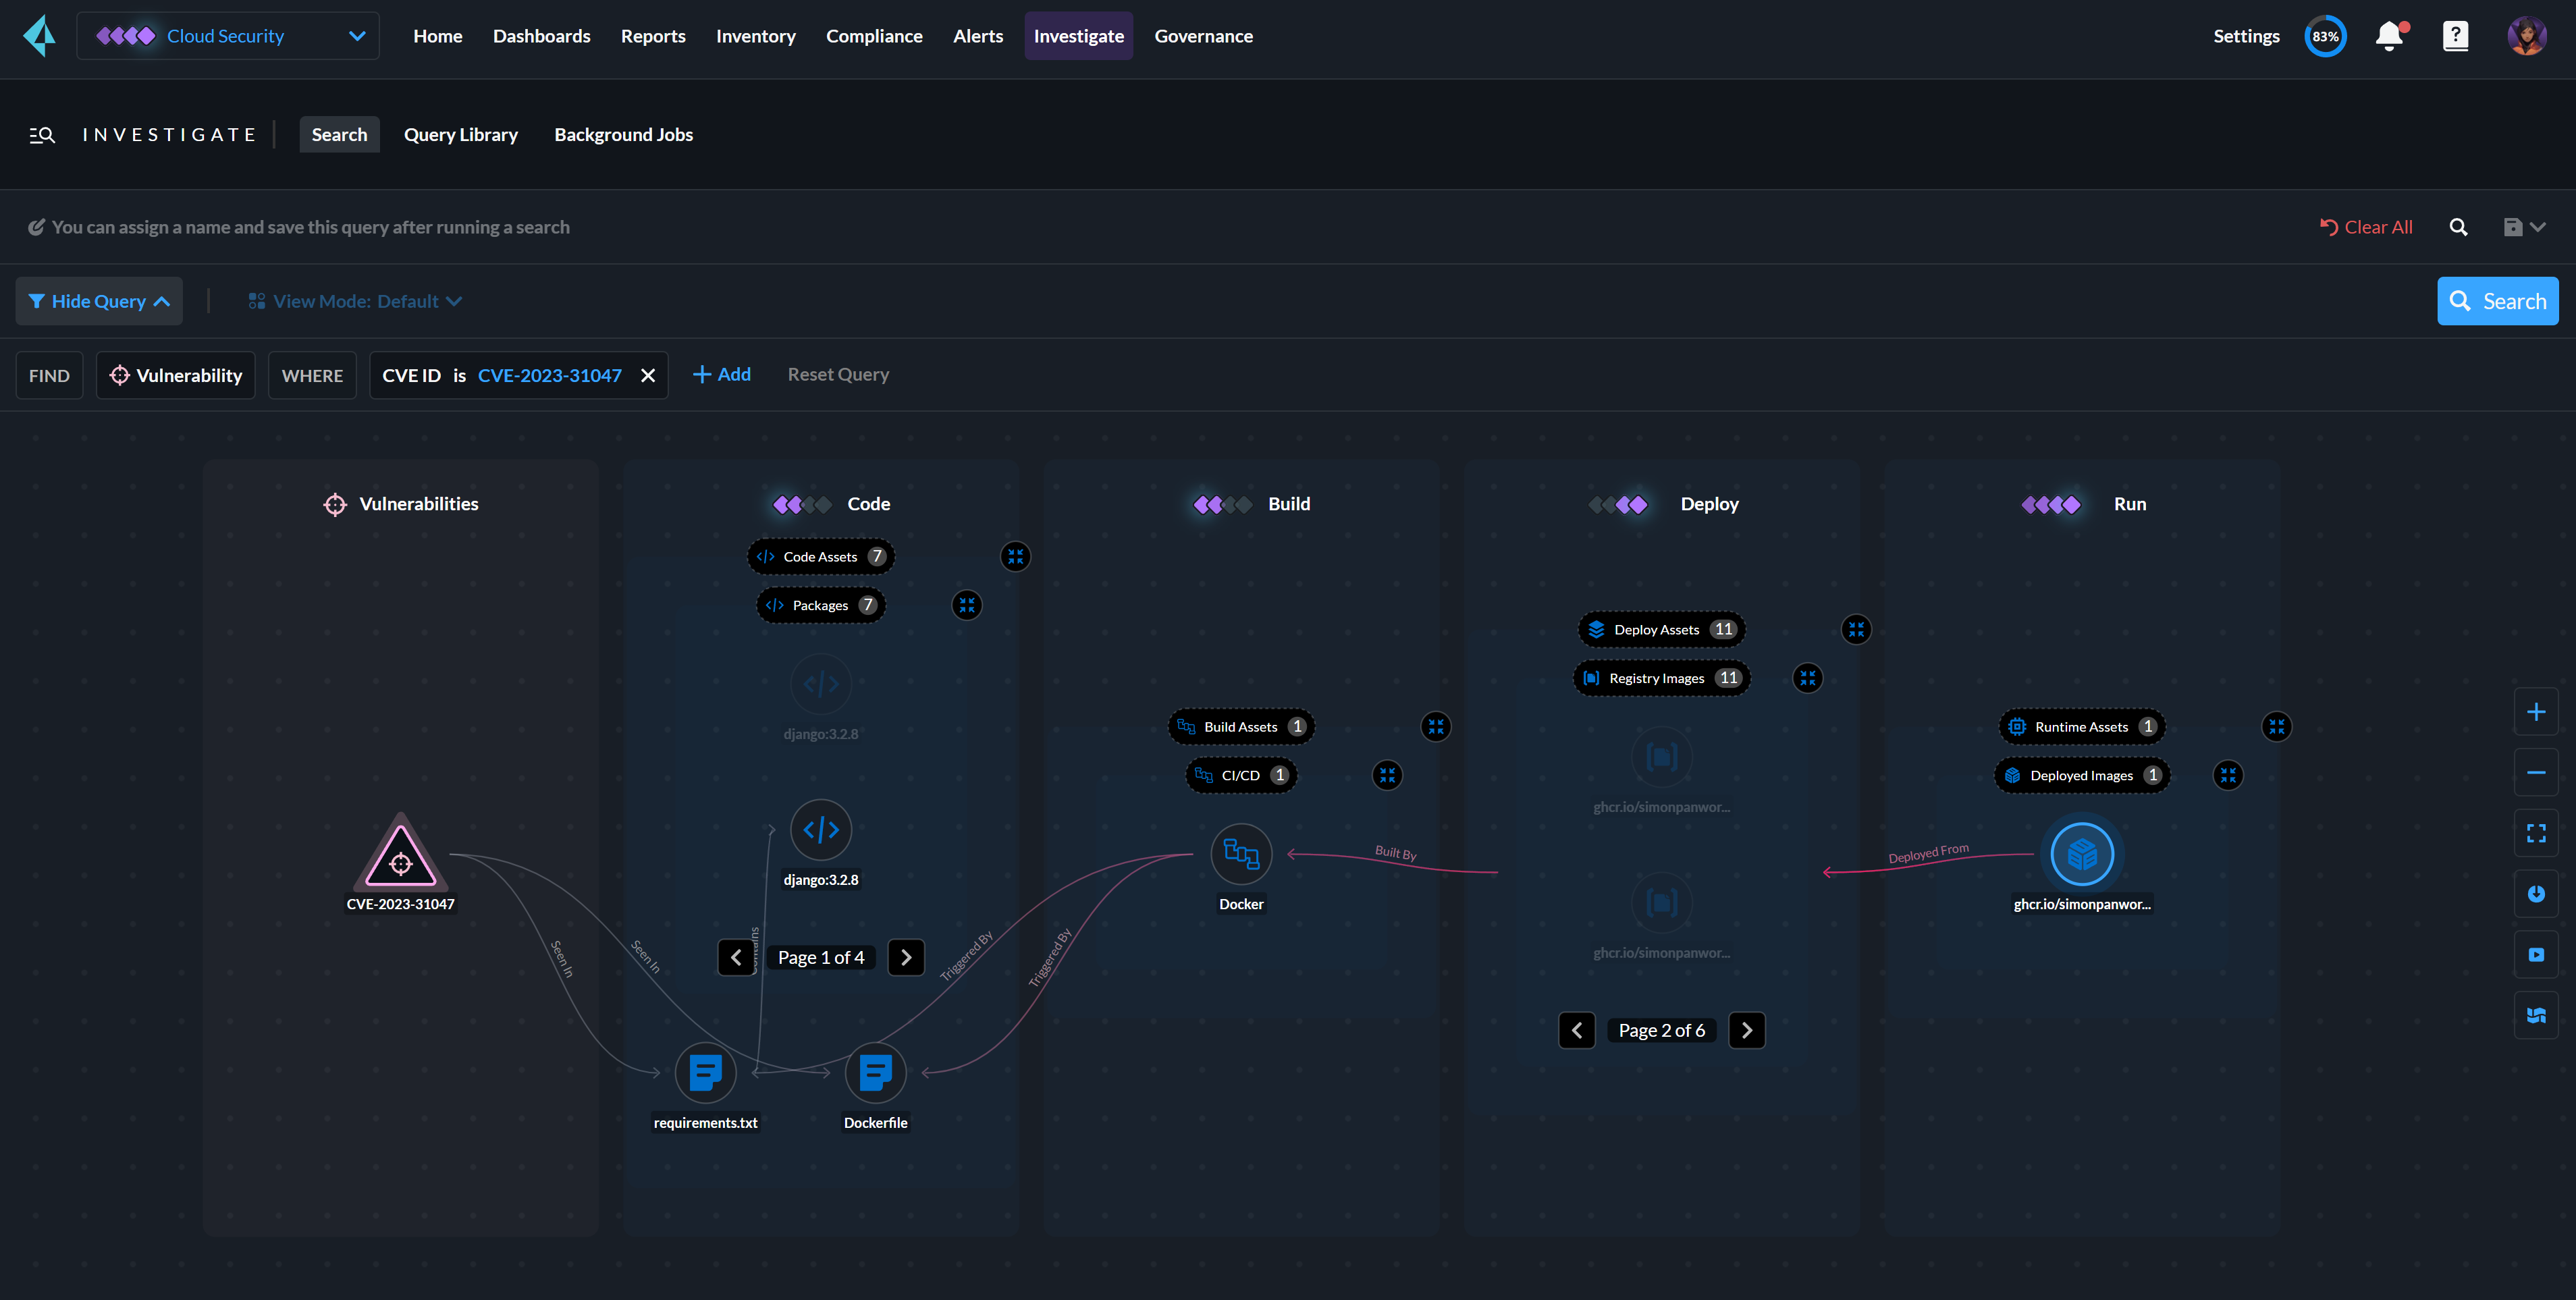 Cloud Security
Home
Dashboards
Reports
Inventory
Compliance
Alerts
Investigate
Governance
Settings
83%
?
INVESTIGATE
Search
Query Library
Background Jobs
You can assign a name and save this query after running a search
Clear All
Hide Query
View Mode: Default
Search
FIND
Vulnerability
WHERE
CVE ID is CVE-2023-31047
Add
Reset Query
Vulnerabilities
Code
Build
Deploy
Run
Code Assets 7
Packages 7
Deploy Assets 11
Registry Images 11
Build Assets 1
CI/CD 1
Runtime Assets 1
Deployed Images 1
django:3.2.8
ghcr.io/simonpanwor...
django:3.2.8
CVE-2023-31047
Docker
Built By
Deployed From
ghcr.io/simonpanwor...
Seen In
Seen In
Contains
Triggered By
Triggered By
Page 1 of 4
ghcr.io/simonpanwor...
Page 2 of 6
requirements.txt
Dockerfile